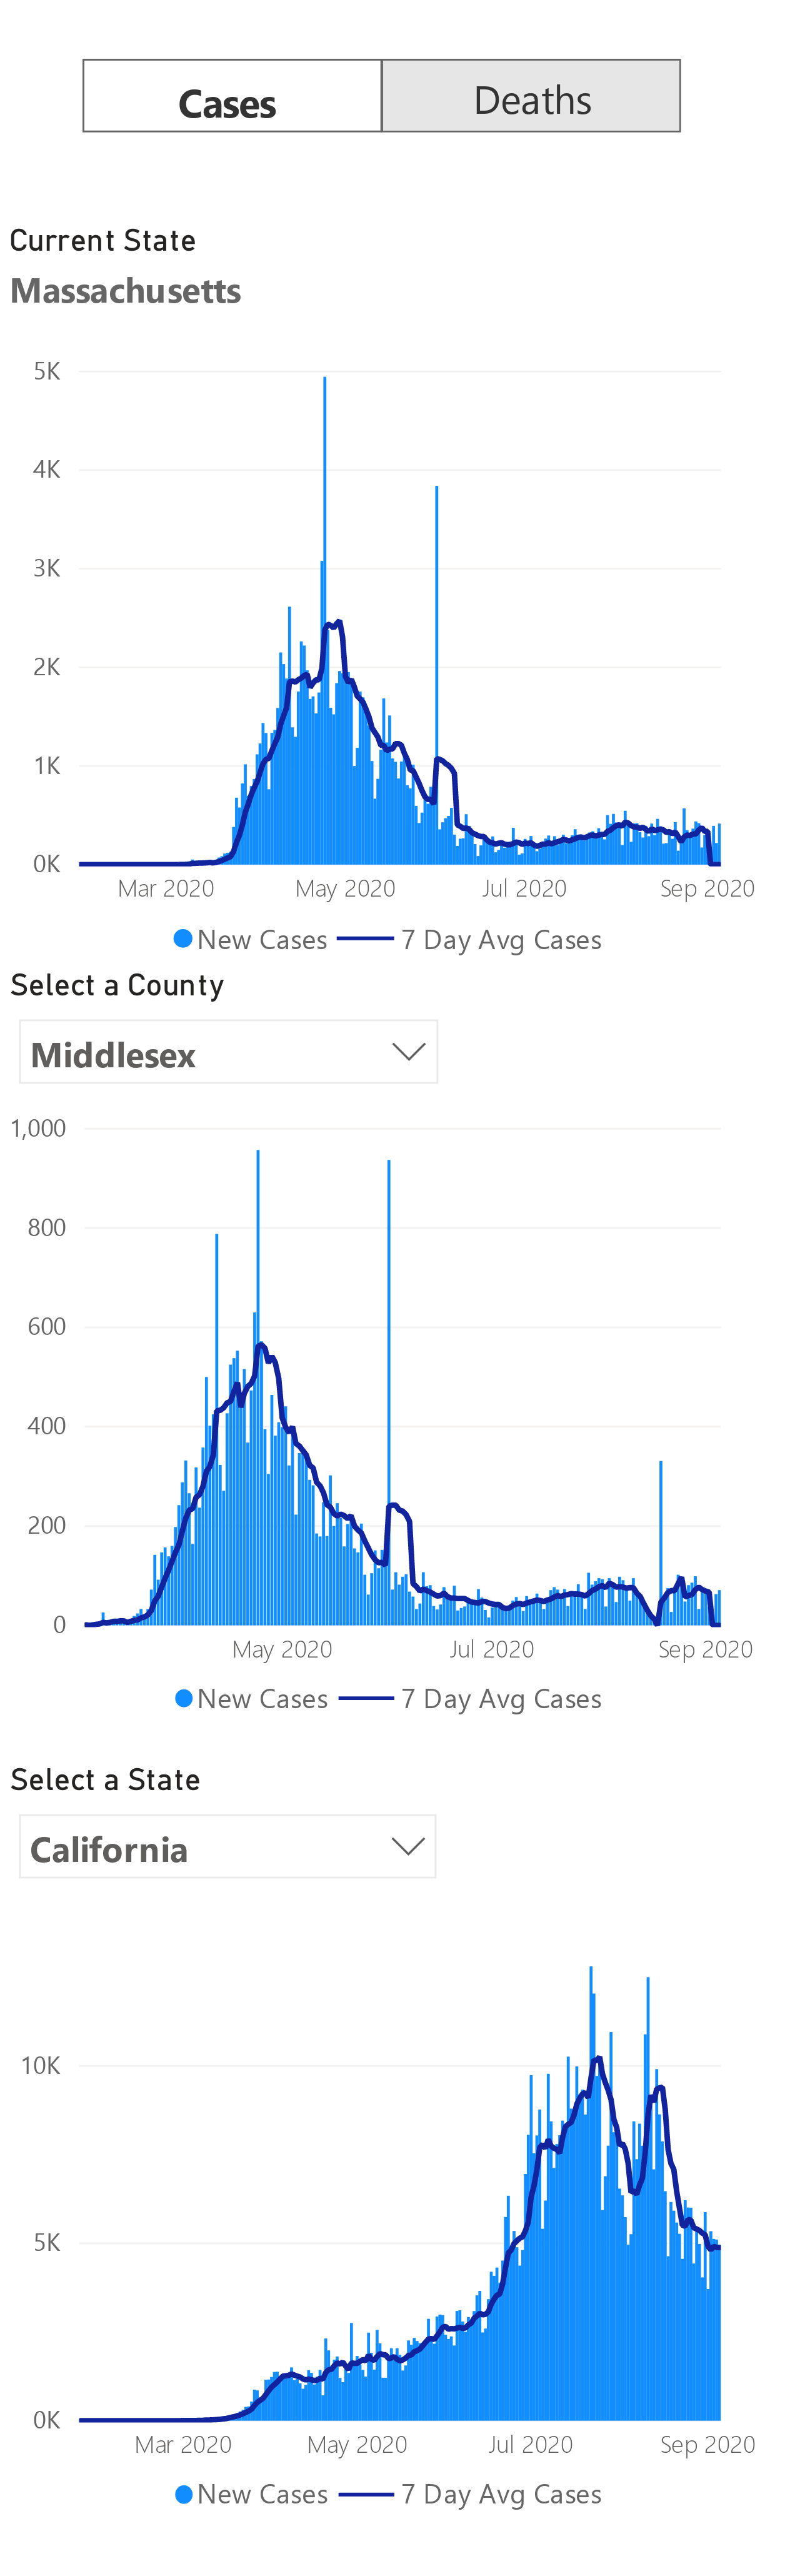 Cases Deaths
Current State
Massachusetts
5K
4K
3K
2K
1K
0K
Mar 2020 May 2020 Jul 2020 Sep 2020
New Cases 7 Day Avg Cases
Select a County
Middlesex
1,000
800
600
400
200
0
May 2020 Jul 2020 Sep 2020
New Cases 7 Day Avg Cases
Select a State
California
10K
5K
0K
Mar 2020 May 2020 Jul 2020 Sep 2020
New Cases 7 Day Avg Cases